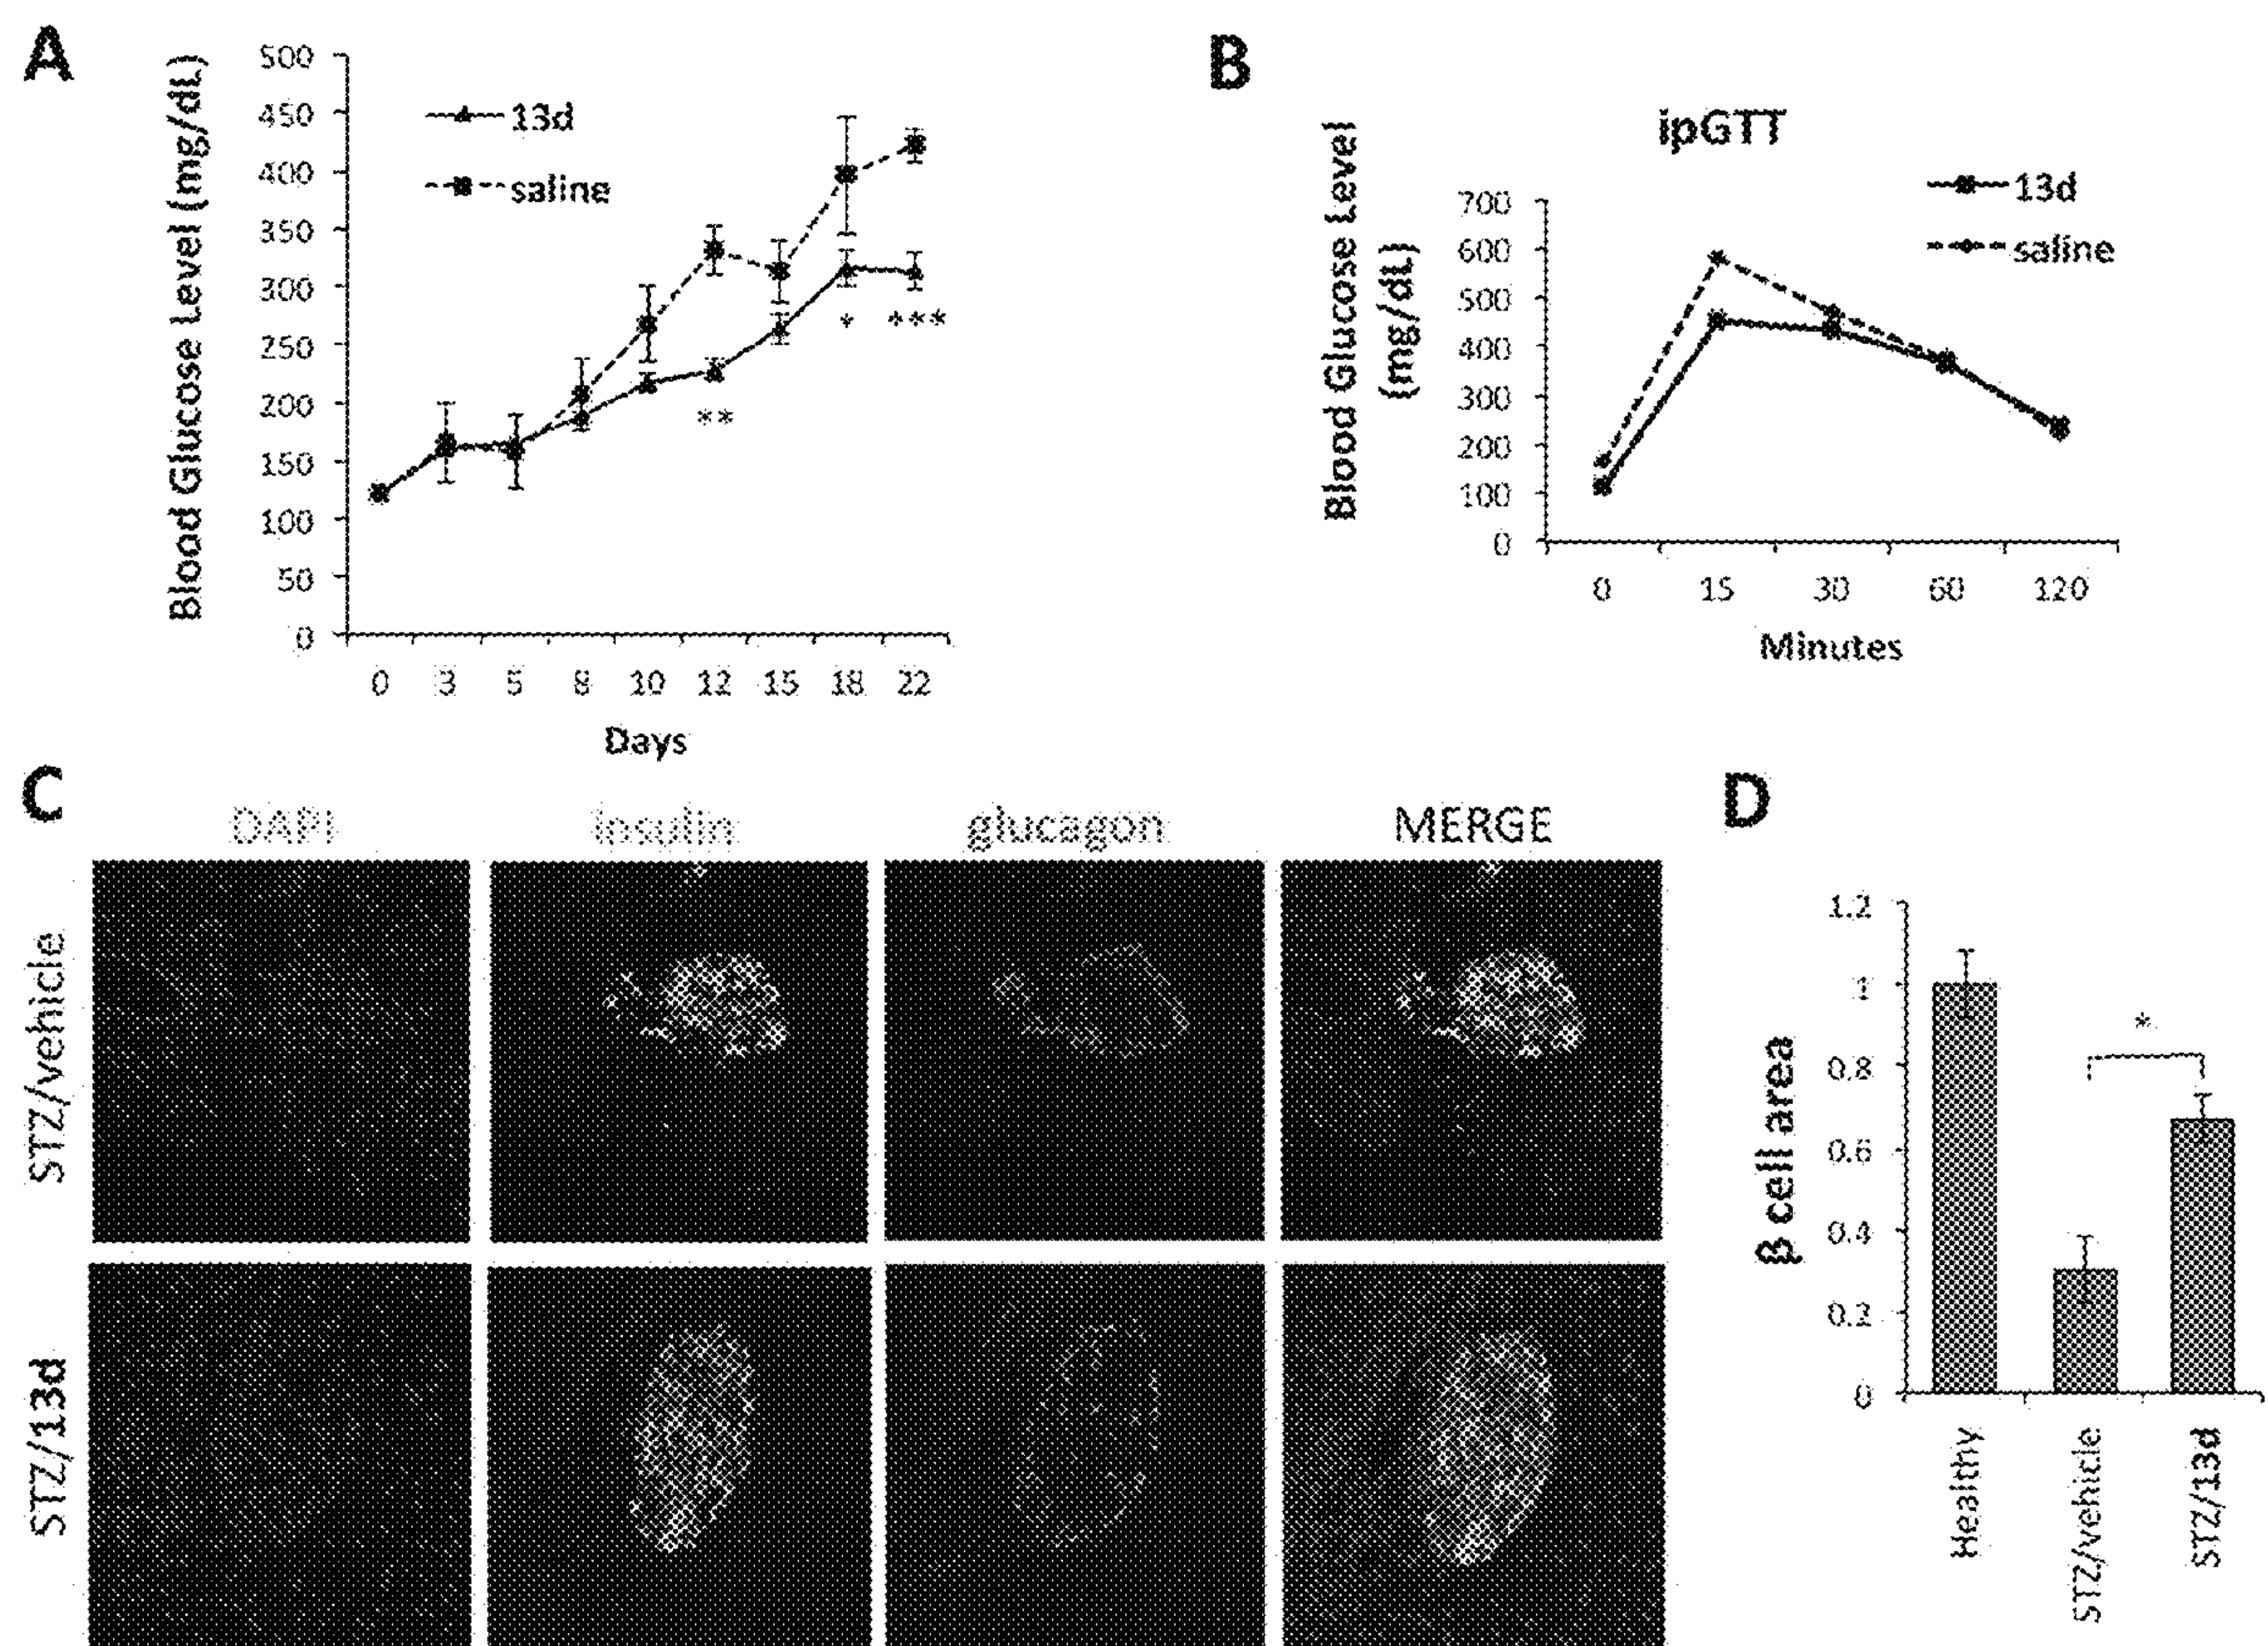 A
Blood Glucose Level (mg/dL)
500
450
400
350
300
250
200
150
100
50
0
13d
saline
*
***
**
0 3 5 8 10 12 15 18 22
Days
B
ipGTT
Blood Glucose Level
(mg/dL)
13d
saline
700
600
500
400
300
200
100
0
0 15 30 60 120
Minutes
C
DAPI insulin glucagon MERGE
STZ/vehicle
STZ/13d
D
β cell area
1.2
1
0.8
0.6
0.4
0.2
0
*
Healthy
STZ/vehicle
STZ/13d